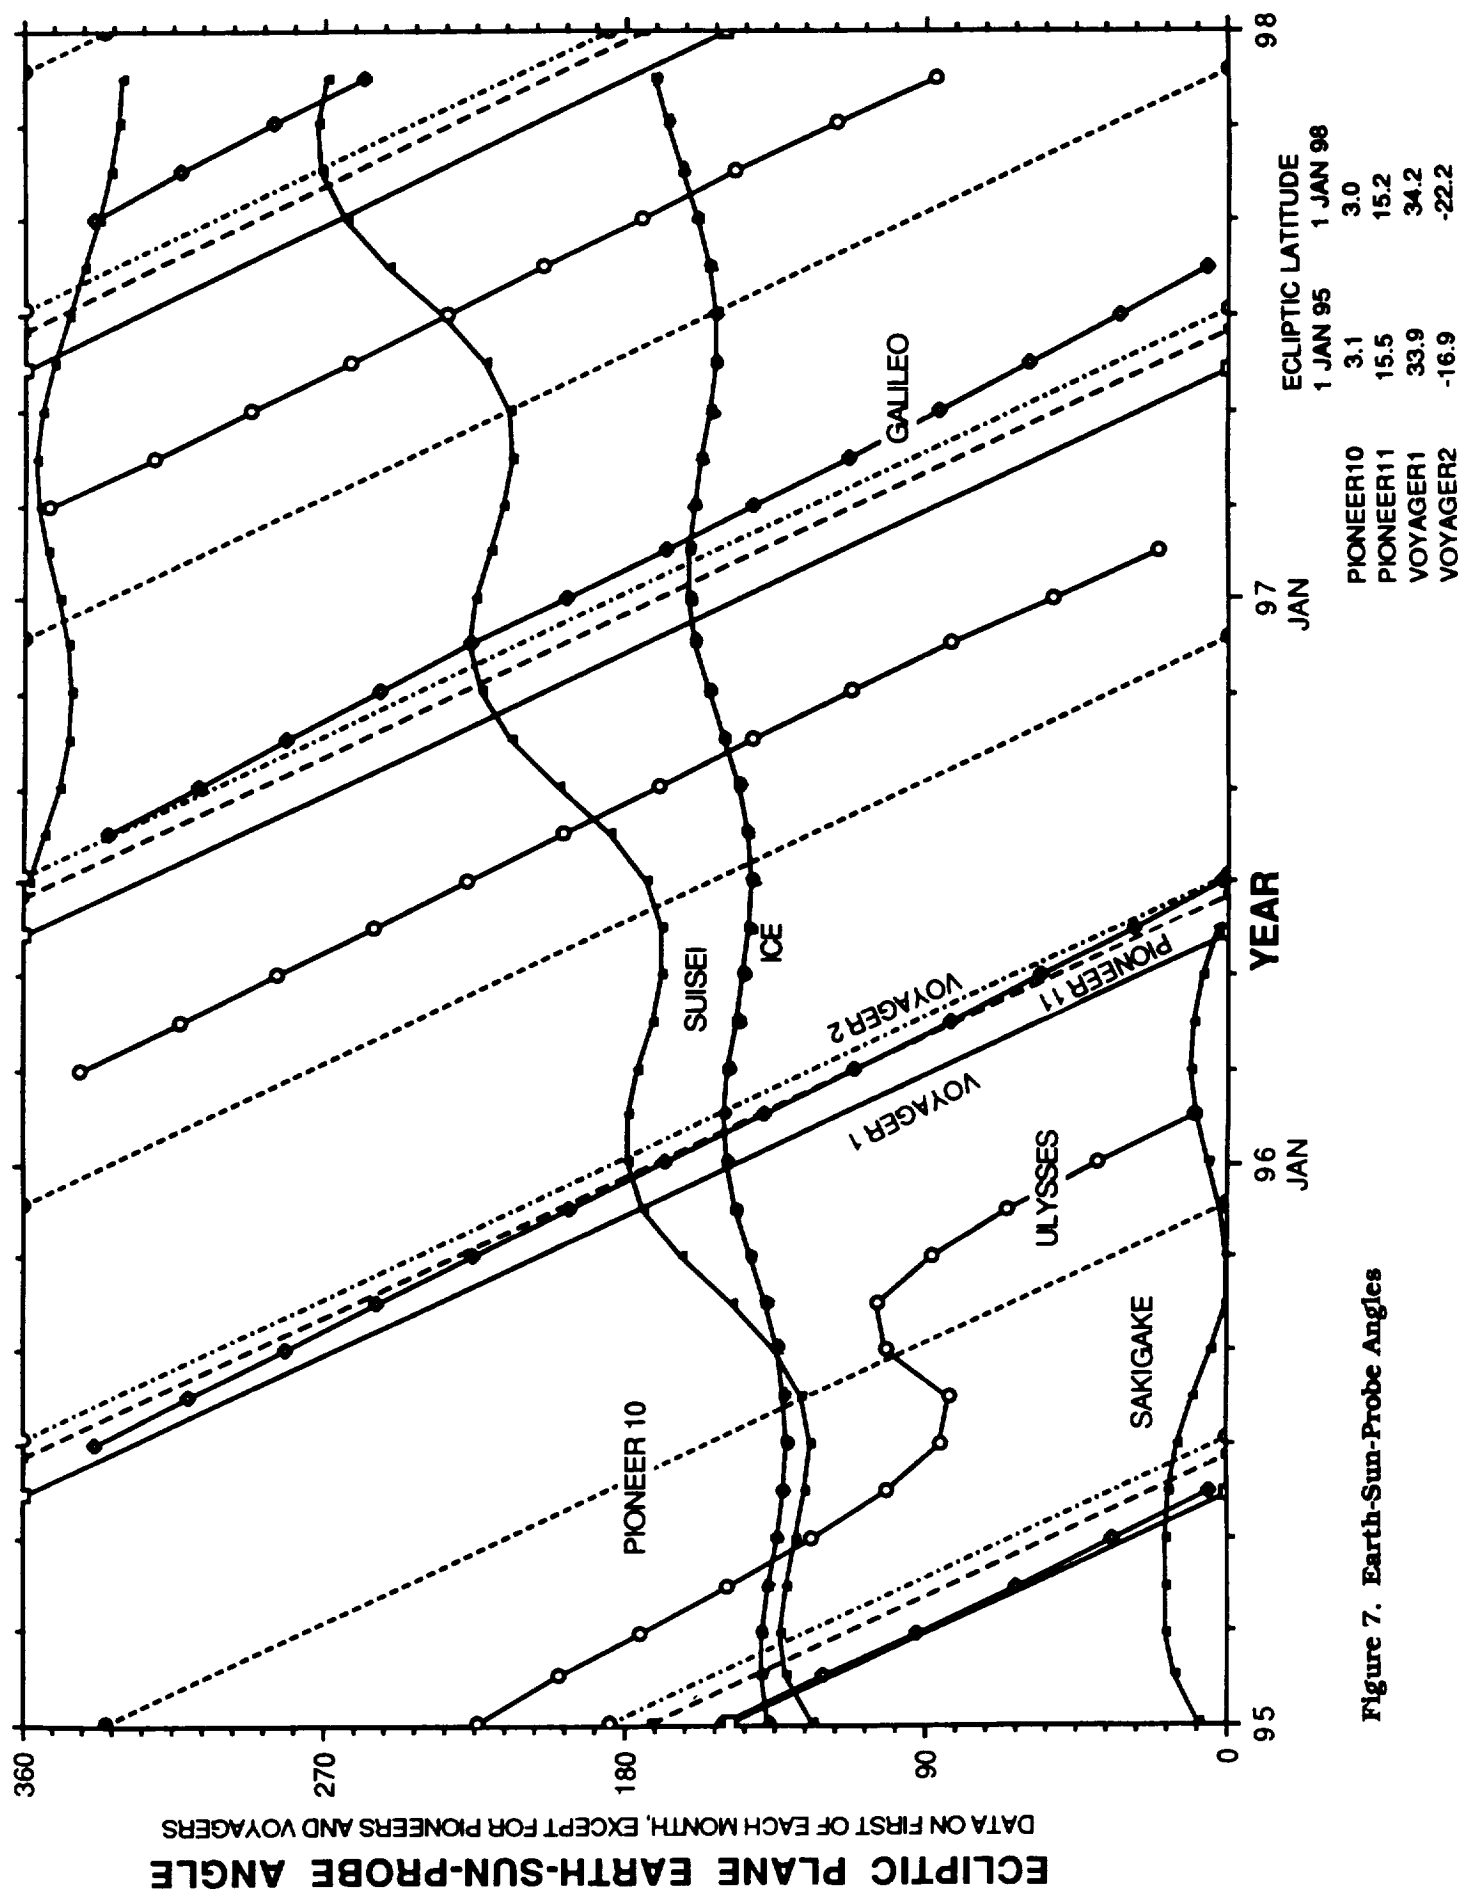 ECLIPTIC PLANE EARTH-SUN-PROBE ANGLE
DATA ON FIRST OF EACH MONTH, EXCEPT FOR PIONEERS AND VOYAGERS
360
270
180
90
0
PIONEER 10
SUISEI
ICE
GALILEO
VOYAGER 2
PIONEER 11
VOYAGER 1
ULYSSES
SAKIGAKE
95
96
JAN
97
JAN
98
YEAR
ECLIPTIC LATITUDE
1 JAN 95 1 JAN 98
PIONEER10 3.1 3.0
PIONEER11 15.5 15.2
VOYAGER1 33.9 34.2
VOYAGER2 -16.9 -22.2
Figure 7. Earth-Sun-Probe Angles